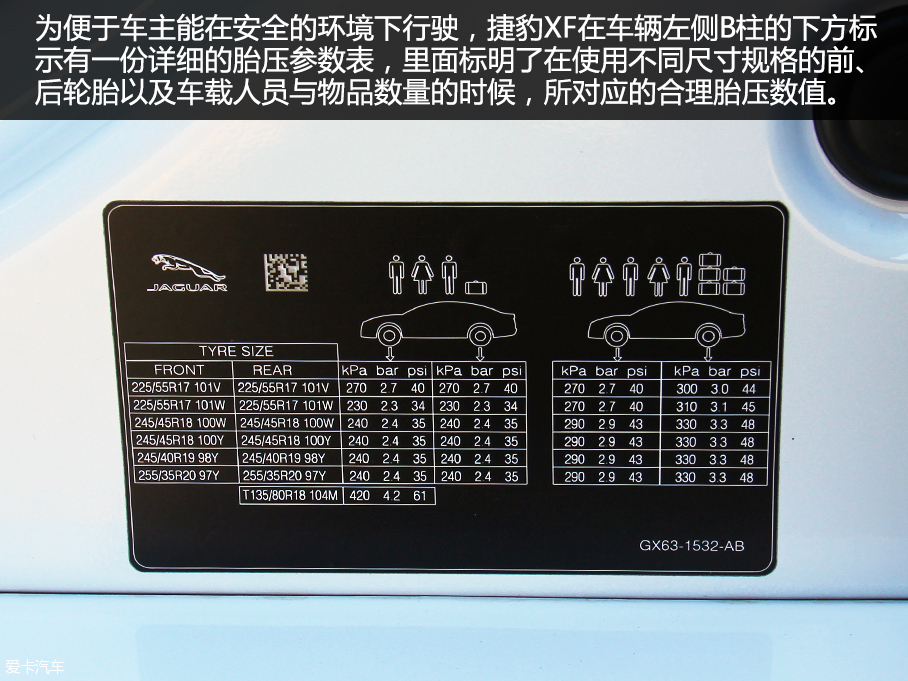 为便于车主能在安全的环境下行驶，捷豹XF在车辆左侧B柱的下方标
示有一份详细的胎压参数表，里面标明了在使用不同尺寸规格的前、
后轮胎以及车载人员与物品数量的时候，所对应的合理胎压数值。
JAGUAR
TYRE SIZE
FRONT REAR kPa bar psi kPa bar psi kPa bar psi kPa bar psi
225/55R17 101V 225/55R17 101V 270 2.7 40 270 2.7 40 270 2.7 40 300 3.0 44
225/55R17 101W 225/55R17 101W 230 2.3 34 230 2.3 34 270 2.7 40 310 3.1 45
245/45R18 100W 245/45R18 100W 240 2.4 35 240 2.4 35 290 2.9 43 330 3.3 48
245/45R18 100Y 245/45R18 100Y 240 2.4 35 240 2.4 35 290 2.9 43 330 3.3 48
245/40R19 98Y 245/40R19 98Y 240 2.4 35 240 2.4 35 290 2.9 43 330 3.3 48
255/35R20 97Y 255/35R20 97Y 240 2.4 35 240 2.4 35 290 2.9 43 330 3.3 48
T135/80R18 104M 420 4.2 61
GX63-1532-AB
爱卡汽车